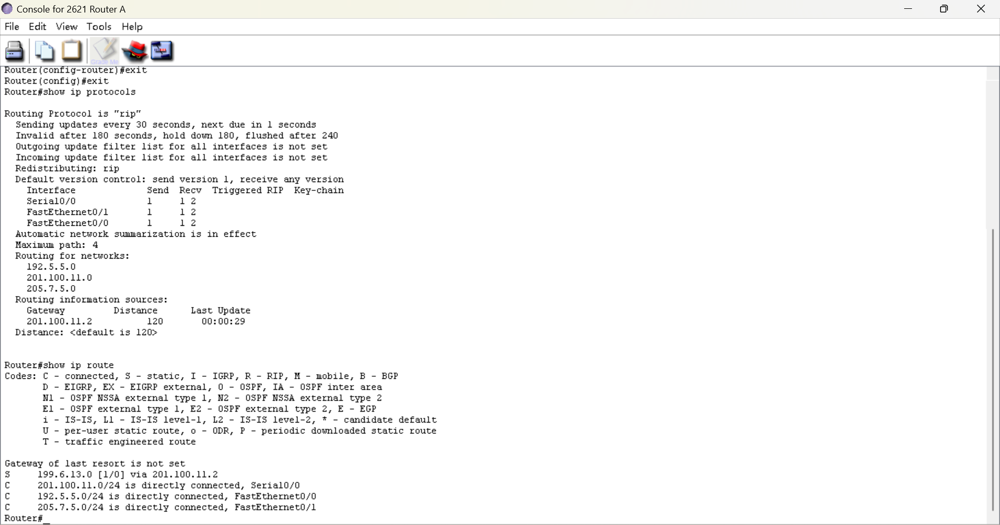 Console for 2621 Router A
File Edit View Tools Help
Grade Me
Router(config-router)#exit
Router(config)#exit
Router#show ip protocols
Routing Protocol is "rip"
Sending updates every 30 seconds, next due in 1 seconds
Invalid after 180 seconds, hold down 180, flushed after 240
Outgoing update filter list for all interfaces is not set
Incoming update filter list for all interfaces is not set
Redistributing: rip
Default version control: send version 1, receive any version
Interface Send Recv Triggered RIP Key-chain
Serial0/0 1 1 2
FastEthernet0/1 1 1 2
FastEthernet0/0 1 1 2
Automatic network summarization is in effect
Maximum path: 4
Routing for networks:
192.5.5.0
201.100.11.0
205.7.5.0
Routing information sources:
Gateway Distance Last Update
201.100.11.2 120 00:00:29
Distance: <default is 120>
Router#show ip route
Codes: C - connected, S - static, I - IGRP, R - RIP, M - mobile, B - BGP
D - EIGRP, EX - EIGRP external, O - OSPF, IA - OSPF inter area
N1 - OSPF NSSA external type 1, N2 - OSPF NSSA external type 2
E1 - OSPF external type 1, E2 - OSPF external type 2, E - EGP
i - IS-IS, L1 - IS-IS level-1, L2 - IS-IS level-2, * - candidate default
U - per-user static route, o - ODR, P - periodic downloaded static route
T - traffic engineered route
Gateway of last resort is not set
S 199.6.13.0 [1/0] via 201.100.11.2
C 201.100.11.0/24 is directly connected, Serial0/0
C 192.5.5.0/24 is directly connected, FastEthernet0/0
C 205.7.5.0/24 is directly connected, FastEthernet0/1
Router#_